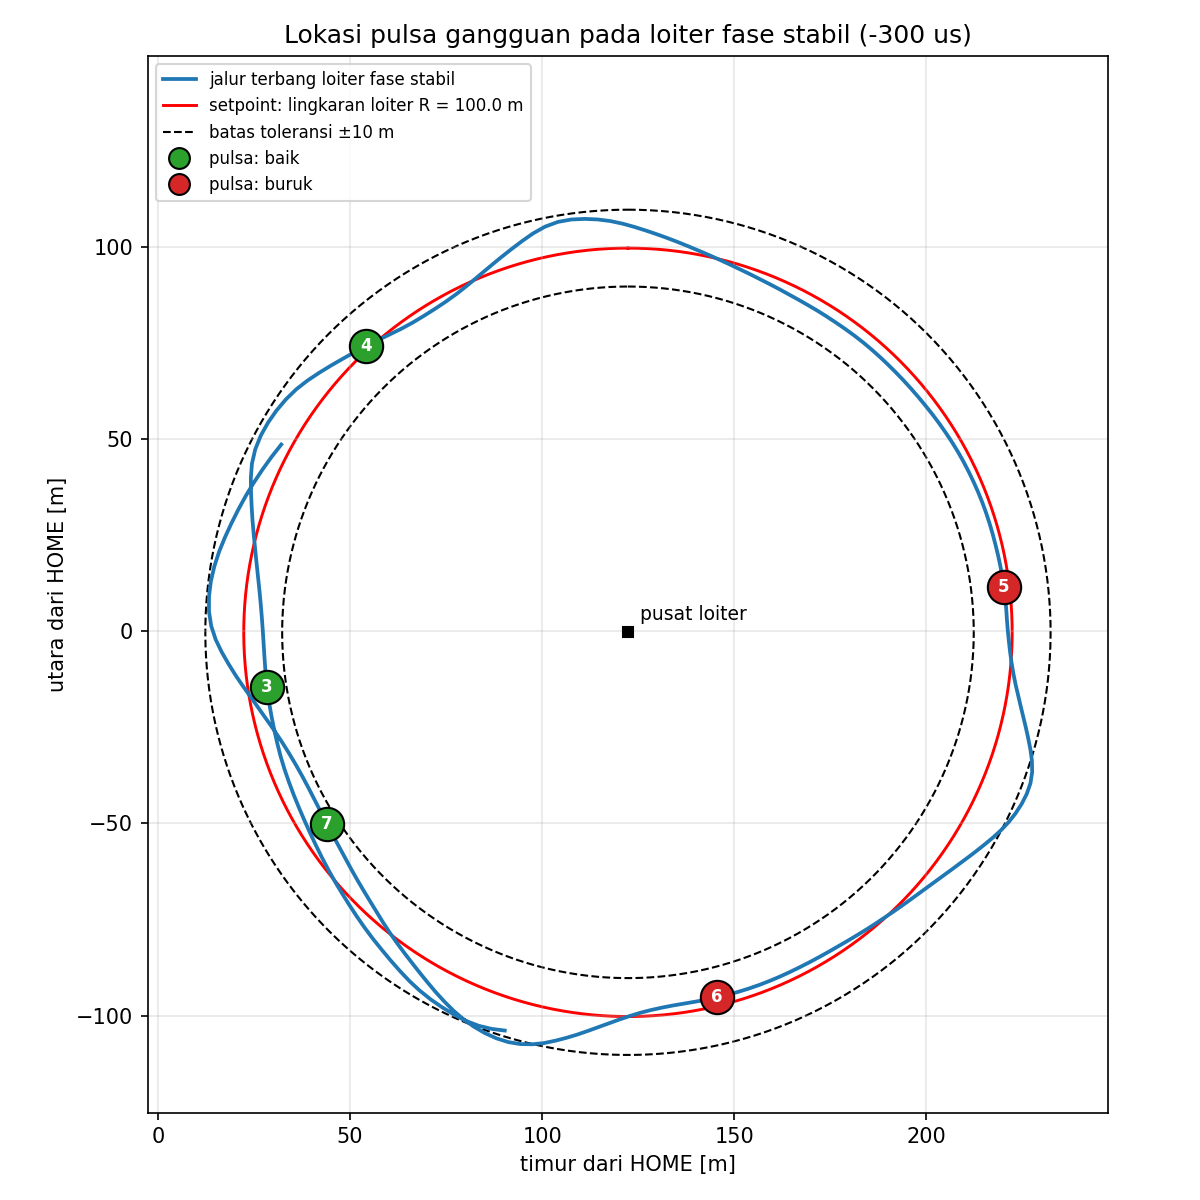 Lokasi pulsa gangguan pada loiter fase stabil (-300 us)
jalur terbang loiter fase stabil
setpoint: lingkaran loiter R = 100.0 m
batas toleransi ±10 m
pulsa: baik
pulsa: buruk
100
50
0
−50
−100
utara dari HOME [m]
4
5
pusat loiter
3
7
6
0
50
100
150
200
timur dari HOME [m]